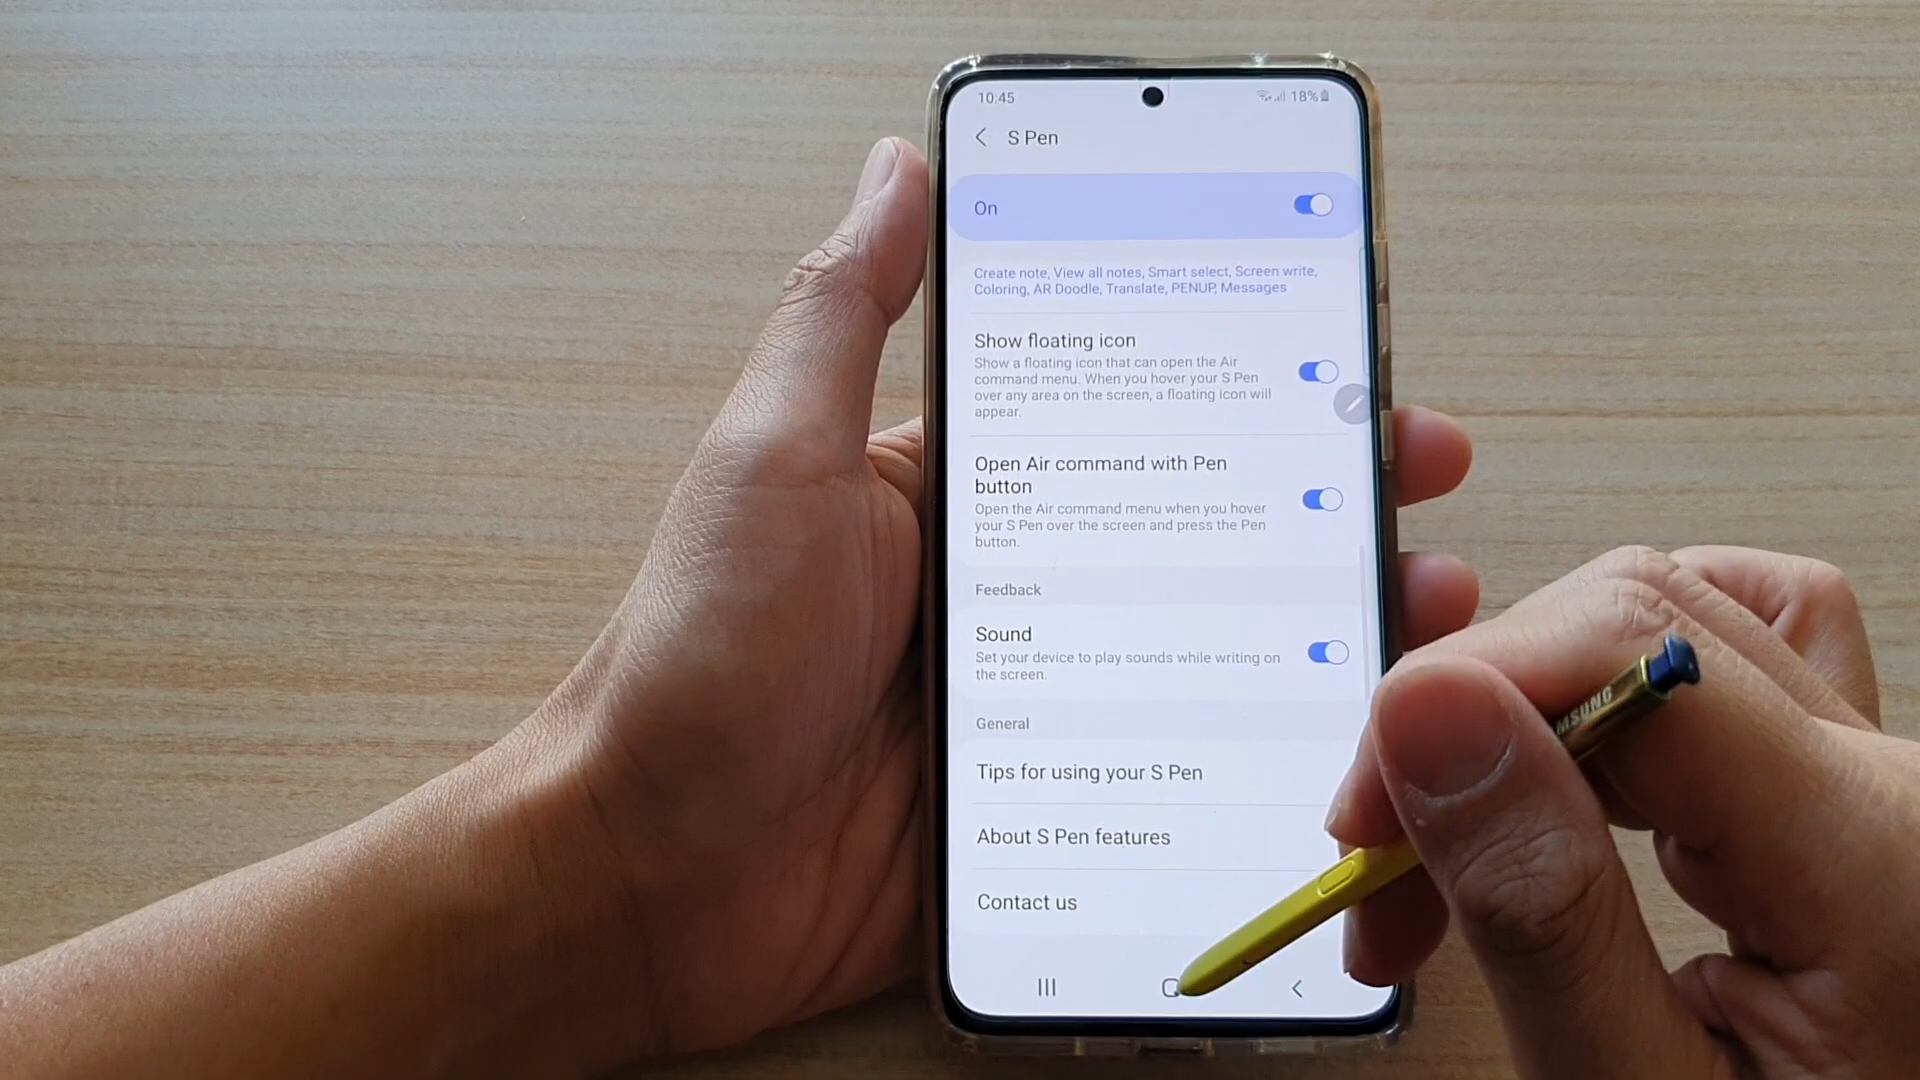 10:45
18%
S Pen
On
Create note, View all notes, Smart select, Screen write,
Coloring, AR Doodle, Translate, PENUP, Messages
Show floating icon
Show a floating icon that can open the Air
command menu. When you hover your S Pen
over any area on the screen, a floating icon will
appear.
Open Air command with Pen
button
Open the Air command menu when you hover
your S Pen over the screen and press the Pen
button.
Feedback
Sound
Set your device to play sounds while writing on
the screen.
General
Tips for using your S Pen
About S Pen features
Contact us
MSUNG